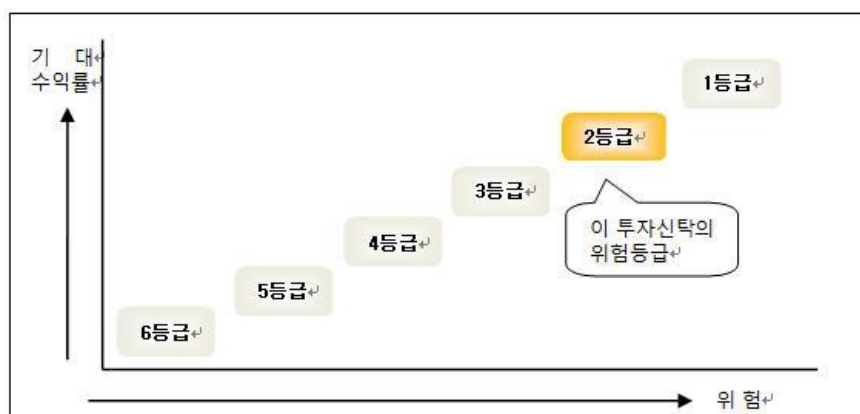 기 대
수익률
1등급
2등급
3등급
이 투자신탁의
위험등급
4등급
5등급
6등급
위 험